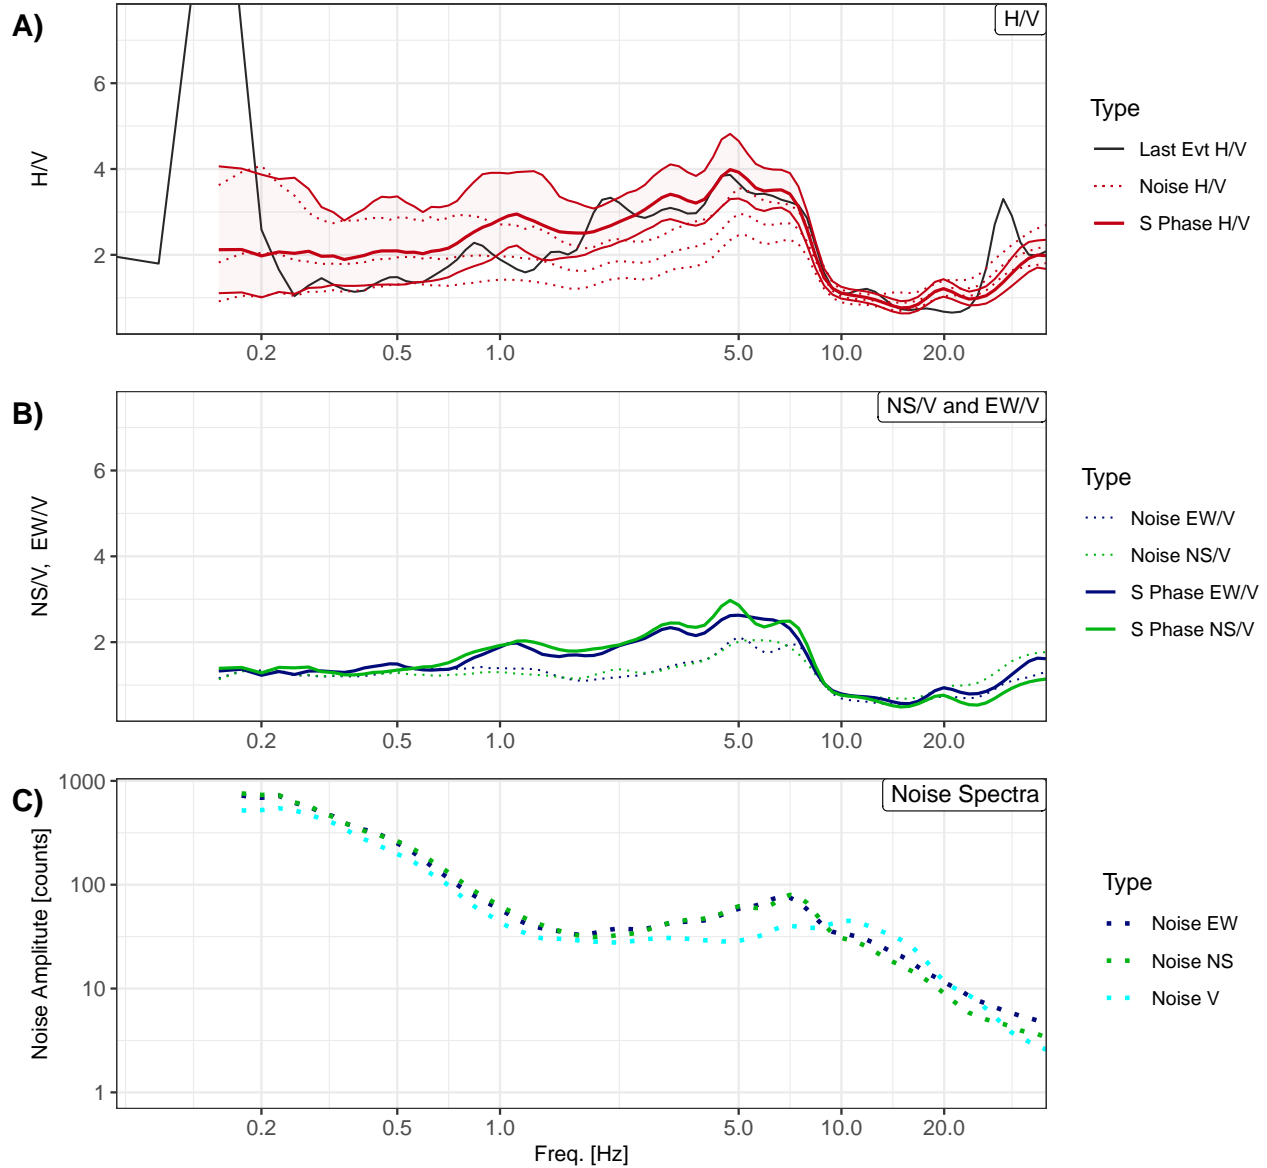 A)
H/V
6
4
2
H/V
0.2 0.5 1.0 5.0 10.0 20.0
Type
Last Evt H/V
Noise H/V
S Phase H/V
B)
NS/V and EW/V
6
4
2
NS/V, EW/V
0.2 0.5 1.0 5.0 10.0 20.0
Type
Noise EW/V
Noise NS/V
S Phase EW/V
S Phase NS/V
C)
Noise Spectra
1000
100
10
1
Noise Amplitute [counts]
0.2 0.5 1.0 5.0 10.0 20.0
Freq. [Hz]
Type
Noise EW
Noise NS
Noise V